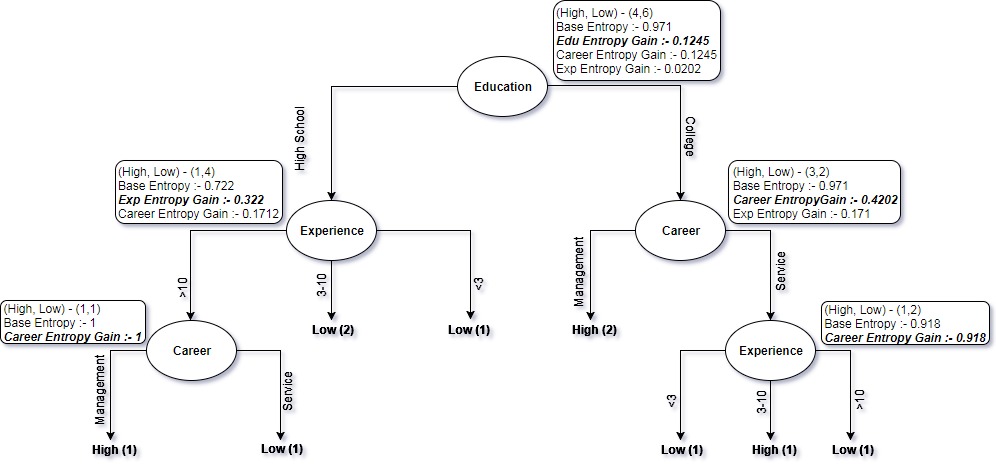 (High, Low) - (4,6)
Base Entropy :- 0.971
Edu Entropy Gain :- 0.1245
Career Entropy Gain :- 0.1245
Exp Entropy Gain :- 0.0202
Education
High School
College
(High, Low) - (1,4)
Base Entropy :- 0.722
Exp Entropy Gain :- 0.322
Career Entropy Gain :- 0.1712
(High, Low) - (3,2)
Base Entropy :- 0.971
Career EntropyGain :- 0.4202
Exp Entropy Gain :- 0.171
Experience
Career
>10
3-10
<3
Management
Service
Low (2)
Low (1)
High (2)
(High, Low) - (1,1)
Base Entropy :- 1
Career Entropy Gain :- 1
(High, Low) - (1,2)
Base Entropy :- 0.918
Career Entropy Gain :- 0.918
Career
Experience
Management
Service
<3
3-10
>10
High (1)
Low (1)
Low (1)
High (1)
Low (1)